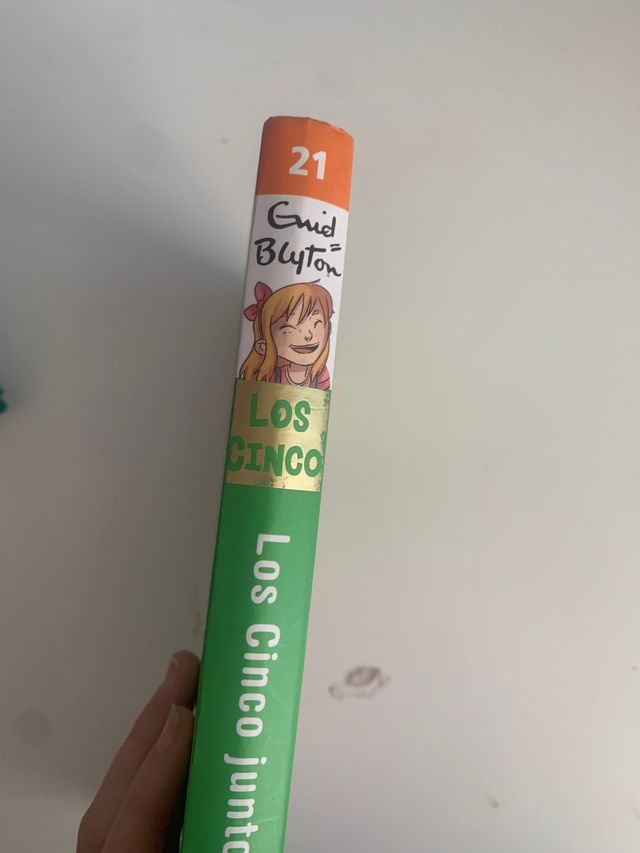 21
Enid
Blyton
LOS
CINCO
Los Cinco junto